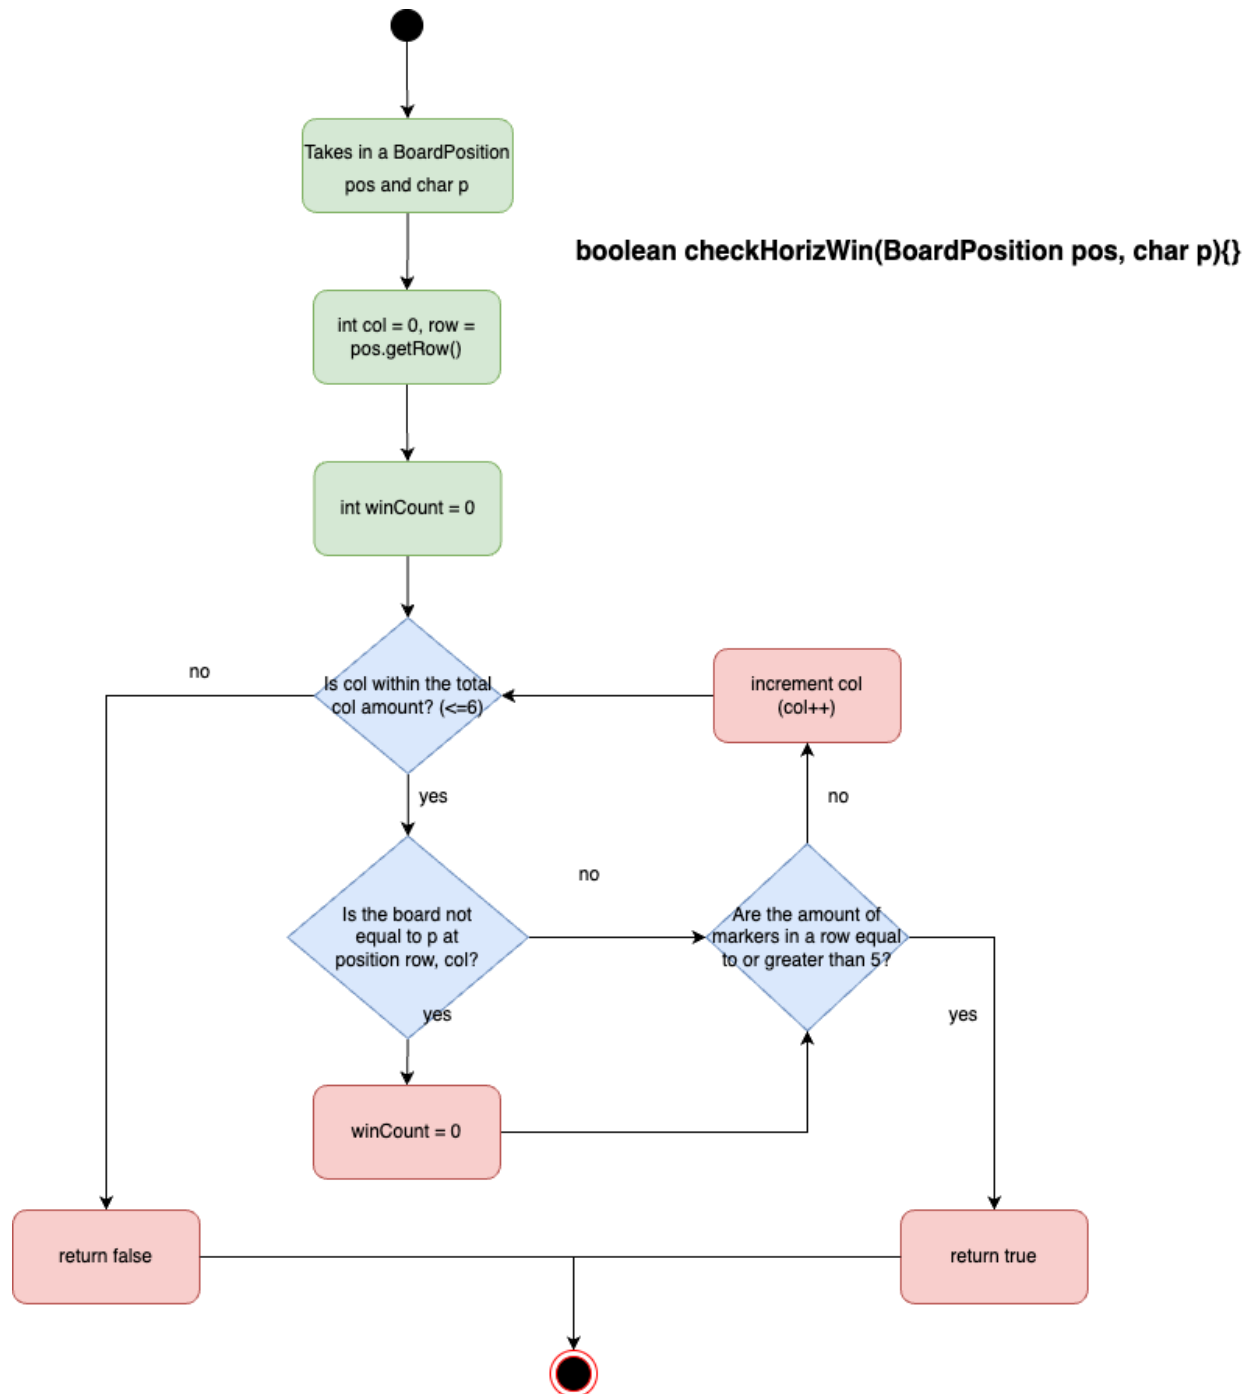 Takes in a BoardPosition
pos and char p
boolean checkHorizWin(BoardPosition pos, char p){}
int col = 0, row =
pos.getRow()
int winCount = 0
no
Is col within the total
col amount? (<=6)
increment col
(col++)
yes
no
no
Is the board not
equal to p at
position row, col?
Are the amount of
markers in a row equal
to or greater than 5?
yes
yes
winCount = 0
return false
return true